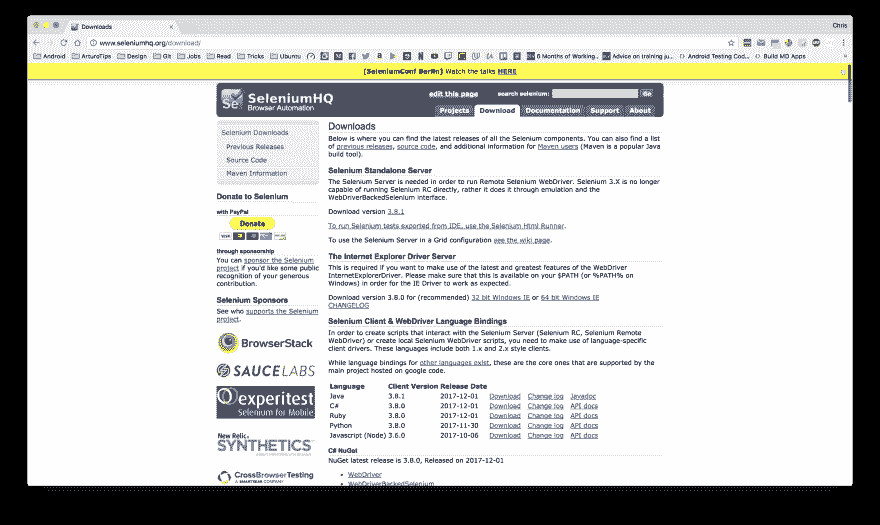 Downloads
Chris
www.seleniumhq.org/download/
Android ArturoTips Design Git Jobs Read Tricks Ubuntu 6 Months of Working... Advice on training ju... Android Testing Cod... Build MD Apps
[SeleniumConf Berlin] Watch the talks HERE
SeleniumHQ
Browser Automation
edit this page search selenium: Go
Projects Download Documentation Support About
Selenium Downloads
Previous Releases
Source Code
Maven Information
Donate to Selenium
with PayPal
Donate
through sponsorship
You can sponsor the Selenium
project if you'd like some public
recognition of your generous
contribution.
Selenium Sponsors
See who supports the Selenium
project.
BrowserStack
SAUCELABS
experitest
Selenium for Mobile
New Relic
SYNTHETICS
CrossBrowserTesting
A SMARTBEAR COMPANY
Downloads
Below is where you can find the latest releases of all the Selenium components. You can also find a list
of previous releases, source code, and additional information for Maven users (Maven is a popular Java
build tool).
Selenium Standalone Server
The Selenium Server is needed in order to run Remote Selenium WebDriver. Selenium 3.X is no longer
capable of running Selenium RC directly, rather it does it through emulation and the
WebDriverBackedSelenium interface.
Download version 3.8.1
To run Selenium tests exported from IDE, use the Selenium Html Runner.
To use the Selenium Server in a Grid configuration see the wiki page.
The Internet Explorer Driver Server
This is required if you want to make use of the latest and greatest features of the WebDriver
InternetExplorerDriver. Please make sure that this is available on your $PATH (or %PATH% on
Windows) in order for the IE Driver to work as expected.
Download version 3.8.0 for (recommended) 32 bit Windows IE or 64 bit Windows IE
CHANGELOG
Selenium Client & WebDriver Language Bindings
In order to create scripts that interact with the Selenium Server (Selenium RC, Selenium Remote
WebDriver) or create local Selenium WebDriver scripts, you need to make use of language-specific
client drivers. These languages include both 1.x and 2.x style clients.
While language bindings for other languages exist, these are the core ones that are supported by the
main project hosted on google code.
Language Client Version Release Date
Java 3.8.1 2017-12-01 Download Change log Javadoc
C# 3.8.0 2017-12-01 Download Change log API docs
Ruby 3.8.0 2017-12-01 Download Change log API docs
Python 3.8.0 2017-11-30 Download Change log API docs
Javascript (Node) 3.6.0 2017-10-06 Download Change log API docs
C# NuGet
NuGet latest release is 3.8.0, Released on 2017-12-01
WebDriver
WebDriverBackedSelenium